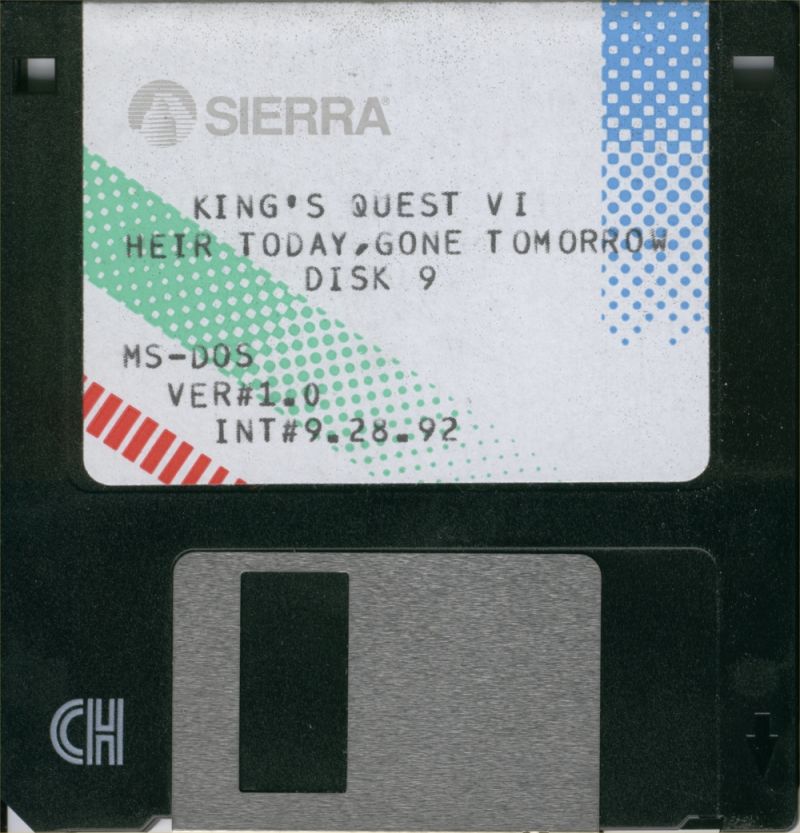 SIERRA®
KING'S QUEST VI
HEIR TODAY,GONE TOMORROW
DISK 9
MS-DOS
VER#1.0
INT#9.28.92
CH